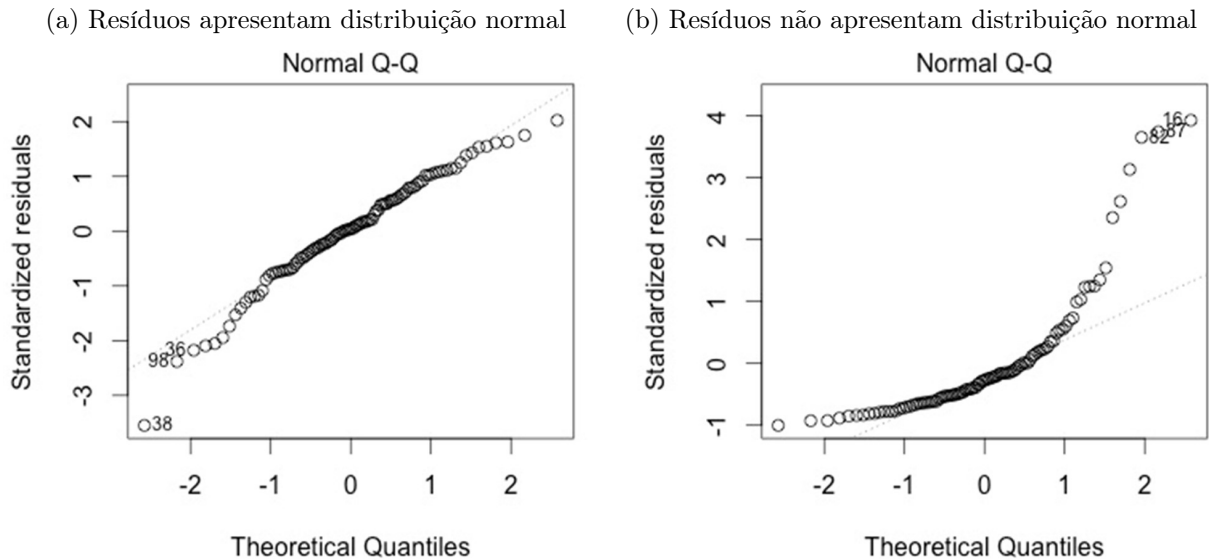 (a) Resíduos apresentam distribuição normal
Normal Q-Q
Standardized residuals
2
1
0
-1
-2
-3
36
98
38
-2 -1 0 1 2
Theoretical Quantiles
(b) Resíduos não apresentam distribuição normal
Normal Q-Q
Standardized residuals
4
3
2
1
0
-1
16
87
82
-2 -1 0 1 2
Theoretical Quantiles